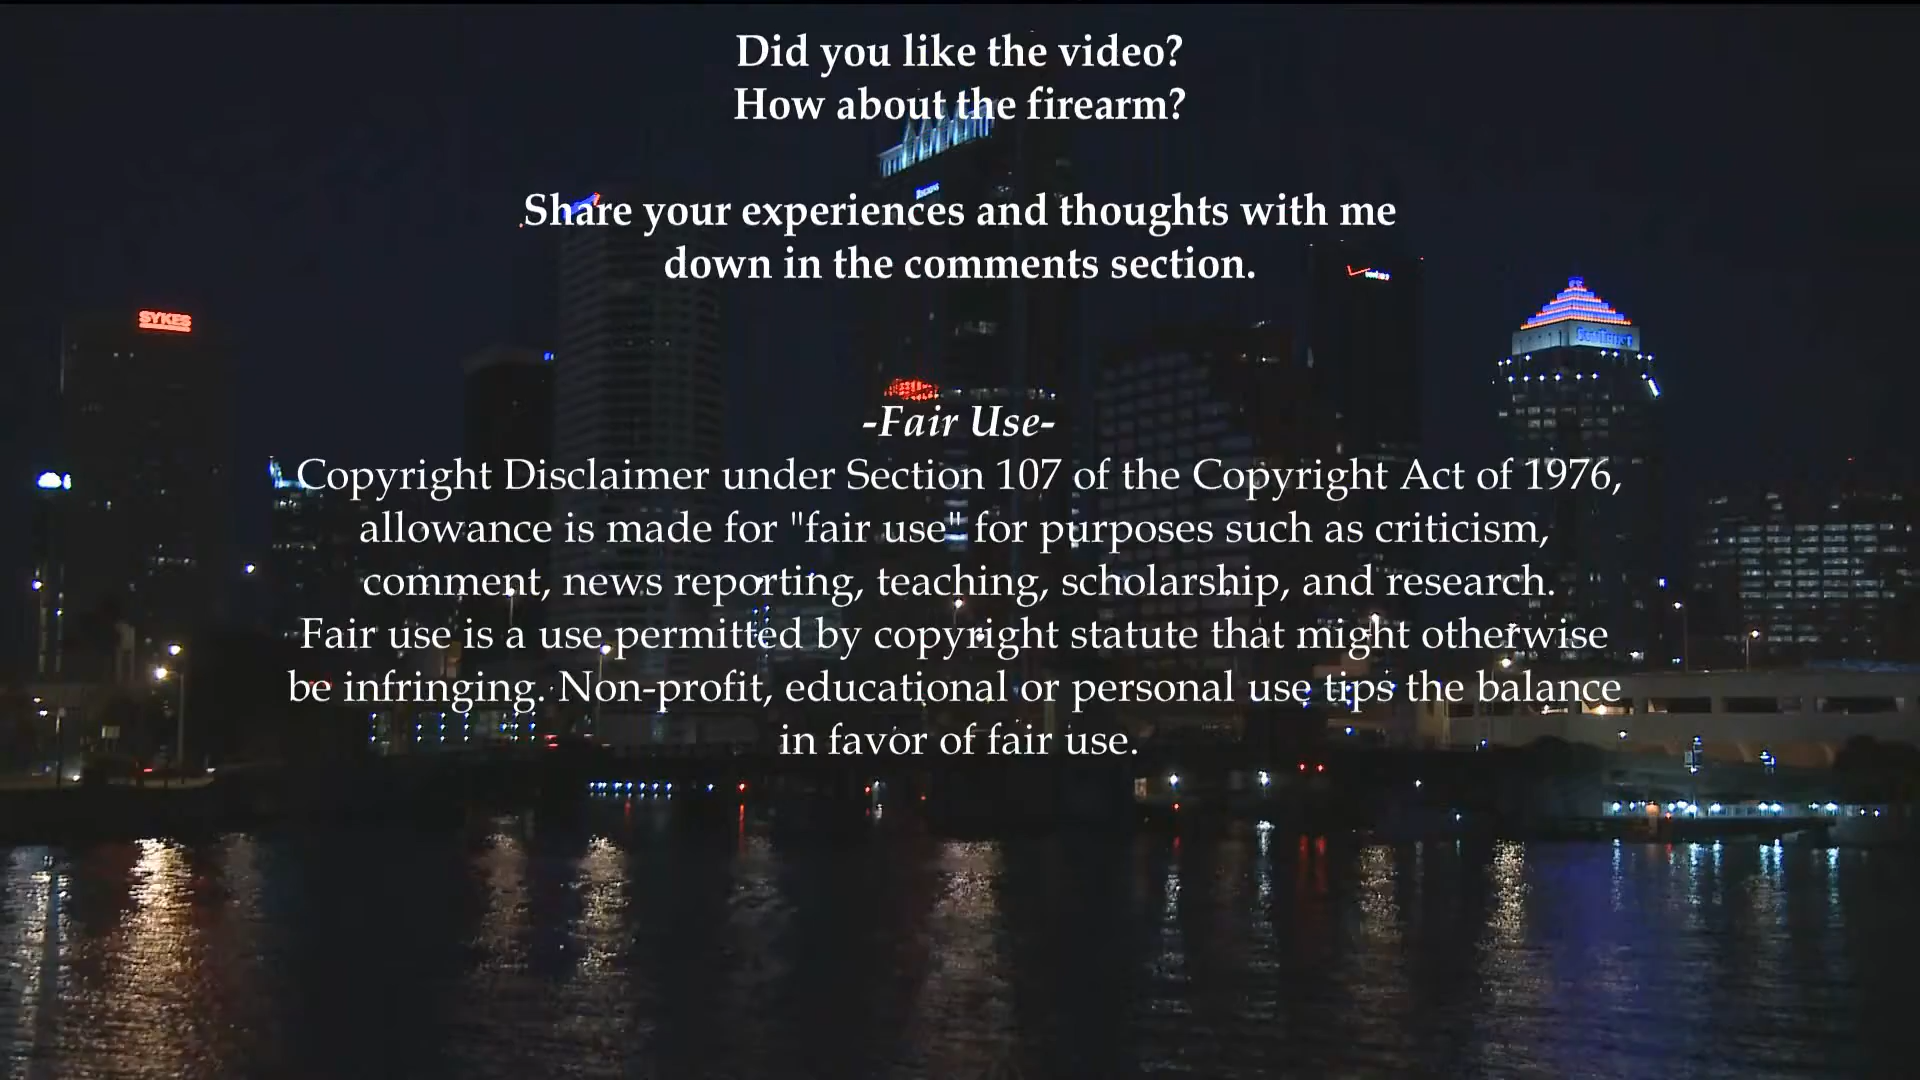 Did you like the video?
How about the firearm?
REGIONS
Share your experiences and thoughts with me
down in the comments section.
verizon
SYKES
SunTrust
-Fair Use-
Copyright Disclaimer under Section 107 of the Copyright Act of 1976,
allowance is made for "fair use" for purposes such as criticism,
comment, news reporting, teaching, scholarship, and research.
Fair use is a use permitted by copyright statute that might otherwise
be infringing. Non-profit, educational or personal use tips the balance
in favor of fair use.